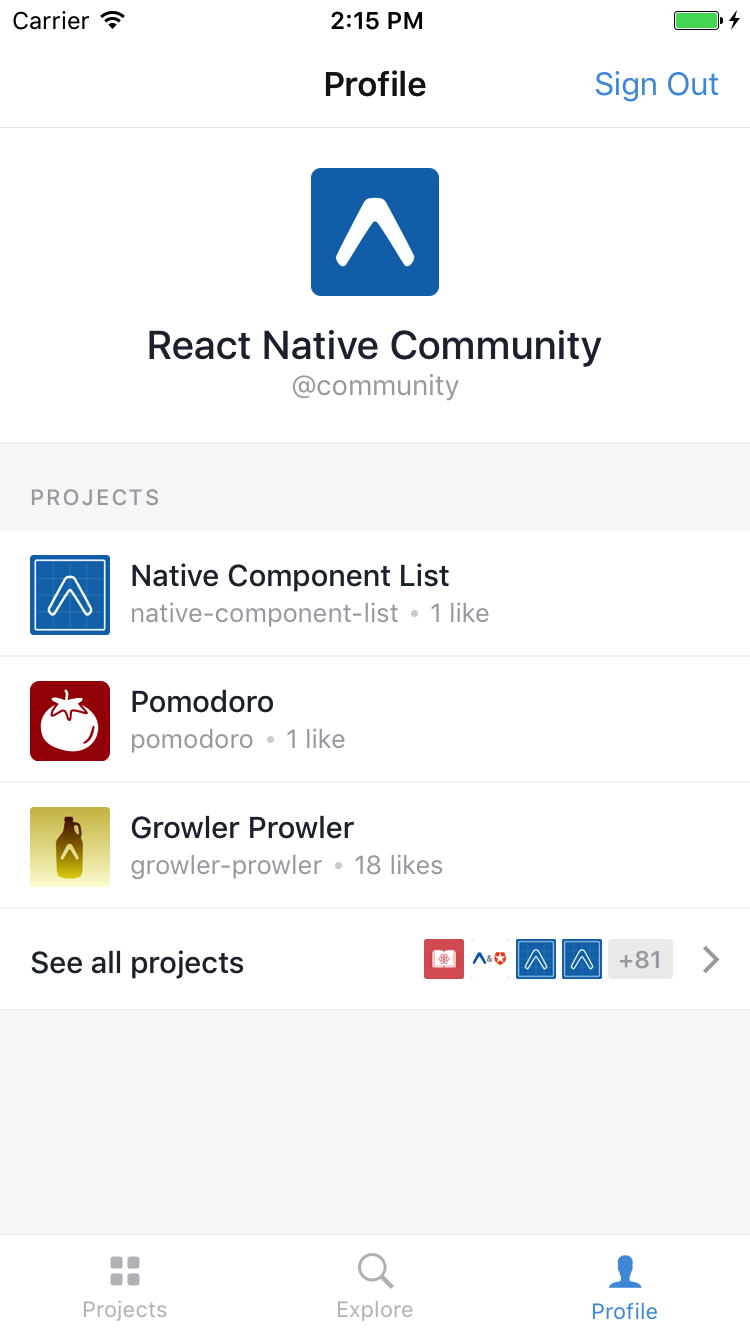 Carrier 2:15 PM
Profile Sign Out
React Native Community
@community
PROJECTS
Native Component List
native-component-list • 1 like
Pomodoro
pomodoro • 1 like
Growler Prowler
growler-prowler • 18 likes
See all projects & +81
Projects Explore Profile